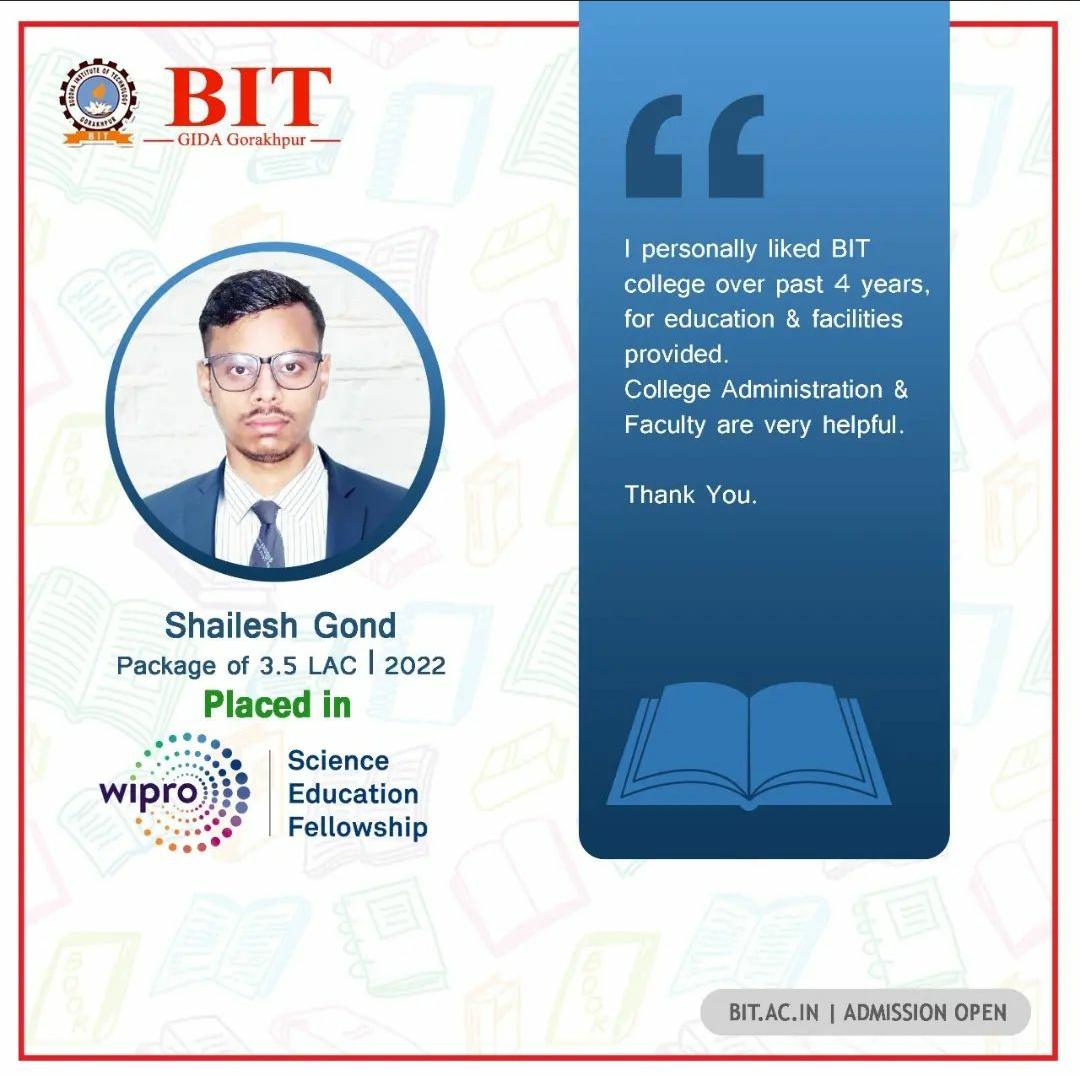 BUDDHA INSTITUTE OF TECHNOLOGY
GORAKHPUR
BIT
BIT
GIDA Gorakhpur
I personally liked BIT
college over past 4 years,
for education & facilities
provided.
College Administration &
Faculty are very helpful.
Thank You.
Shailesh Gond
Package of 3.5 LAC | 2022
Placed in
wipro
Science
Education
Fellowship
BIT.AC.IN | ADMISSION OPEN